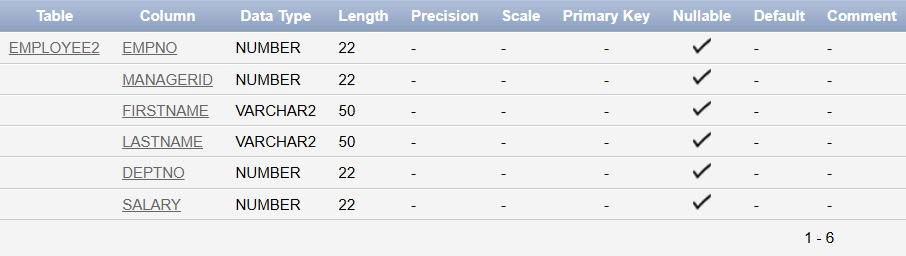 Table Column Data Type Length Precision Scale Primary Key Nullable Default Comment
EMPLOYEE2 EMPNO NUMBER 22 - - - ✓ - -
MANAGERID NUMBER 22 - - - ✓ - -
FIRSTNAME VARCHAR2 50 - - - ✓ - -
LASTNAME VARCHAR2 50 - - - ✓ - -
DEPTNO NUMBER 22 - - - ✓ - -
SALARY NUMBER 22 - - - ✓ - -
1 - 6